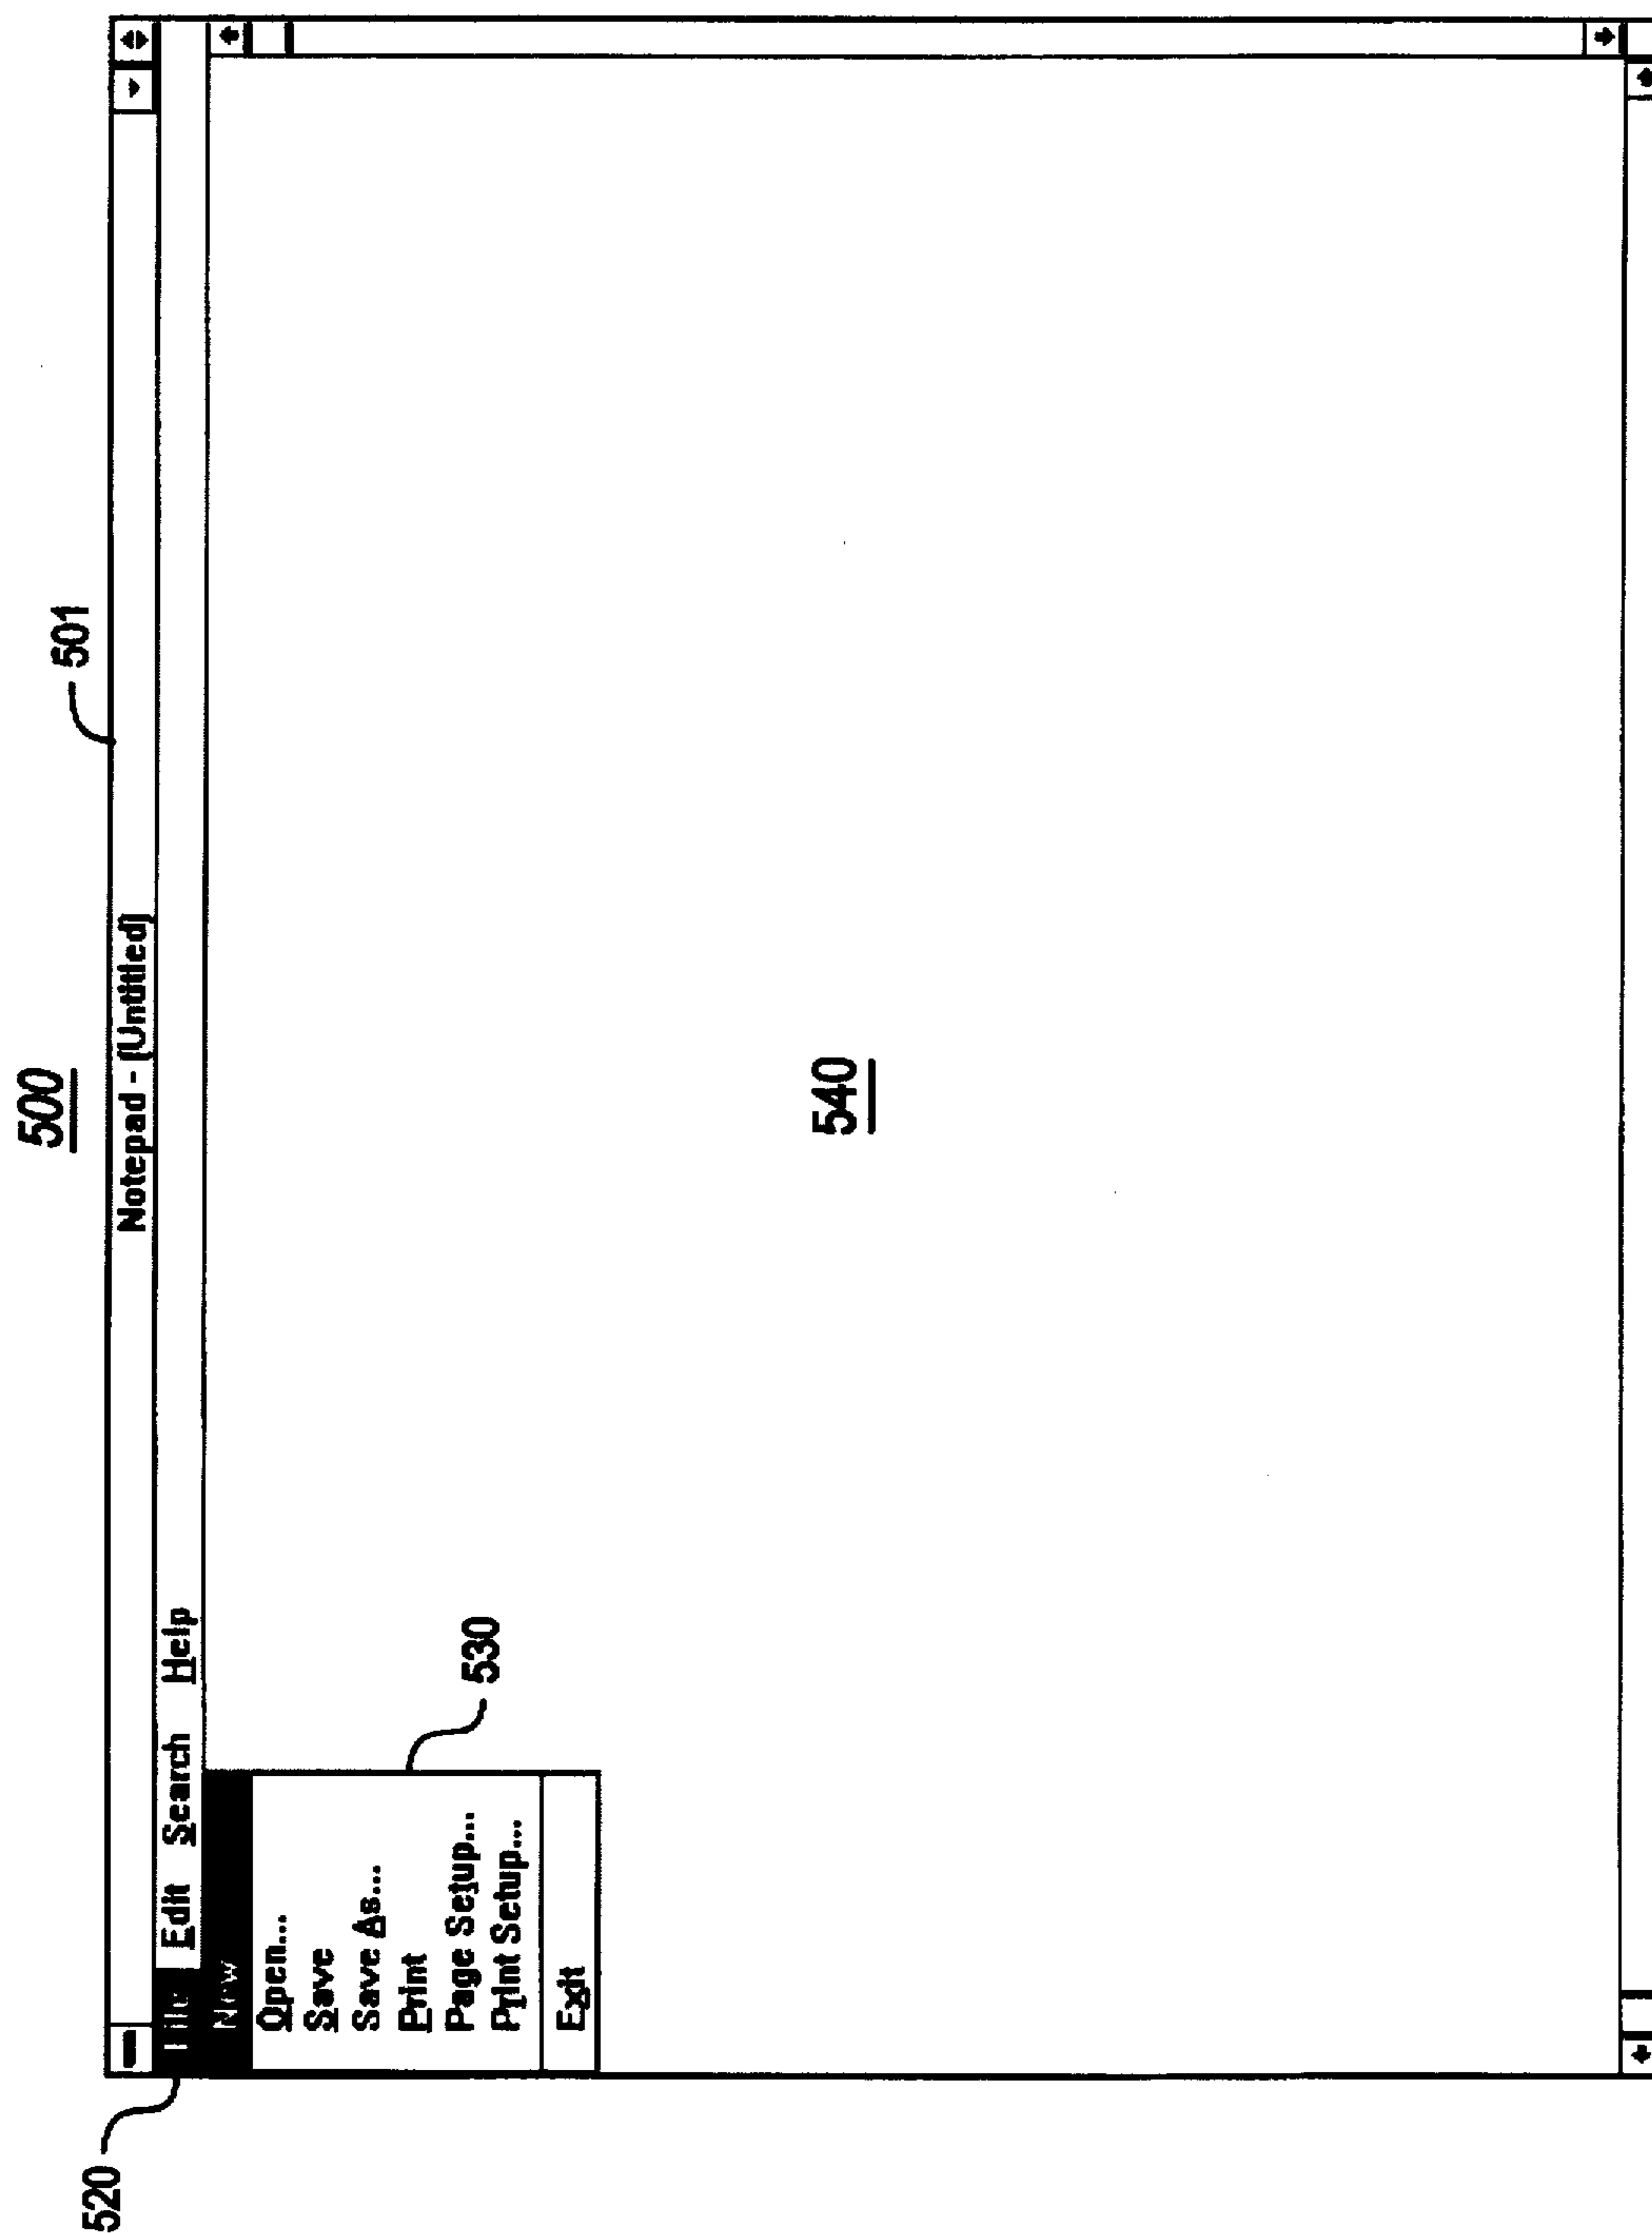 500
501
Notepad - [Untitled]
520
File Edit Search Help
New
Open...
Save
Save As...
Print
Page Setup...
Print Setup...
Exit
530
540